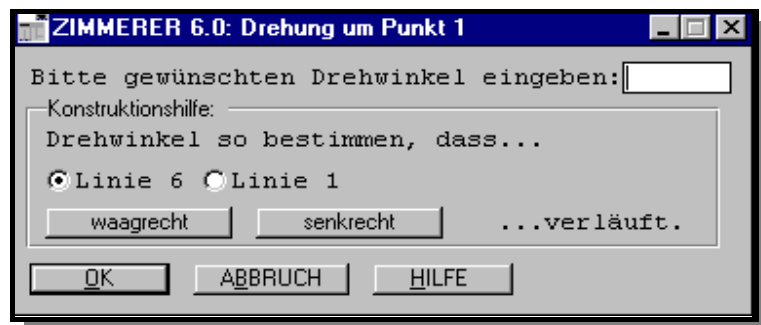 ZIMMERER 6.0: Drehung um Punkt 1
Bitte gewünschten Drehwinkel eingeben:
Konstruktionshilfe:
Drehwinkel so bestimmen, dass...
Linie 6 Linie 1
waagrecht senkrecht ...verläuft.
OK ABBRUCH HILFE